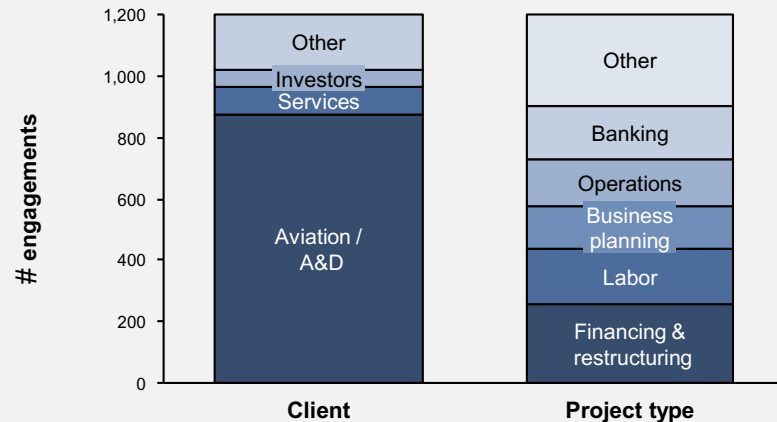 # engagements
1,200
1,000
800
600
400
200
0
Other
Investors
Services
Aviation /
A&D
Client
Other
Banking
Operations
Business
planning
Labor
Financing &
restructuring
Project type